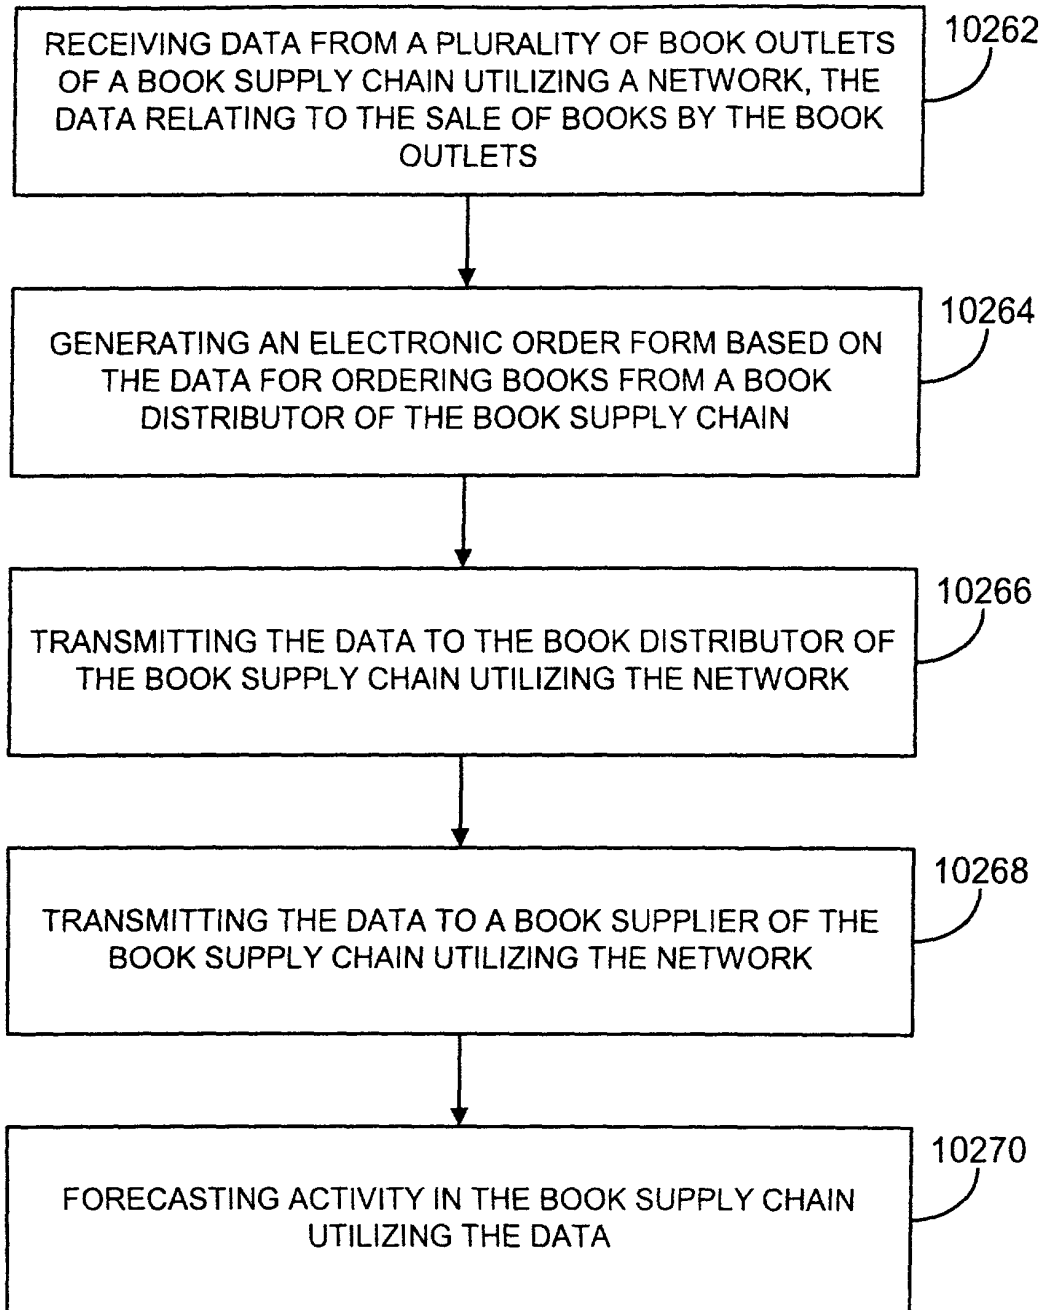 RECEIVING DATA FROM A PLURALITY OF BOOK OUTLETS
OF A BOOK SUPPLY CHAIN UTILIZING A NETWORK, THE
DATA RELATING TO THE SALE OF BOOKS BY THE BOOK
OUTLETS
10262
GENERATING AN ELECTRONIC ORDER FORM BASED ON
THE DATA FOR ORDERING BOOKS FROM A BOOK
DISTRIBUTOR OF THE BOOK SUPPLY CHAIN
10264
TRANSMITTING THE DATA TO THE BOOK DISTRIBUTOR OF
THE BOOK SUPPLY CHAIN UTILIZING THE NETWORK
10266
TRANSMITTING THE DATA TO A BOOK SUPPLIER OF THE
BOOK SUPPLY CHAIN UTILIZING THE NETWORK
10268
FORECASTING ACTIVITY IN THE BOOK SUPPLY CHAIN
UTILIZING THE DATA
10270